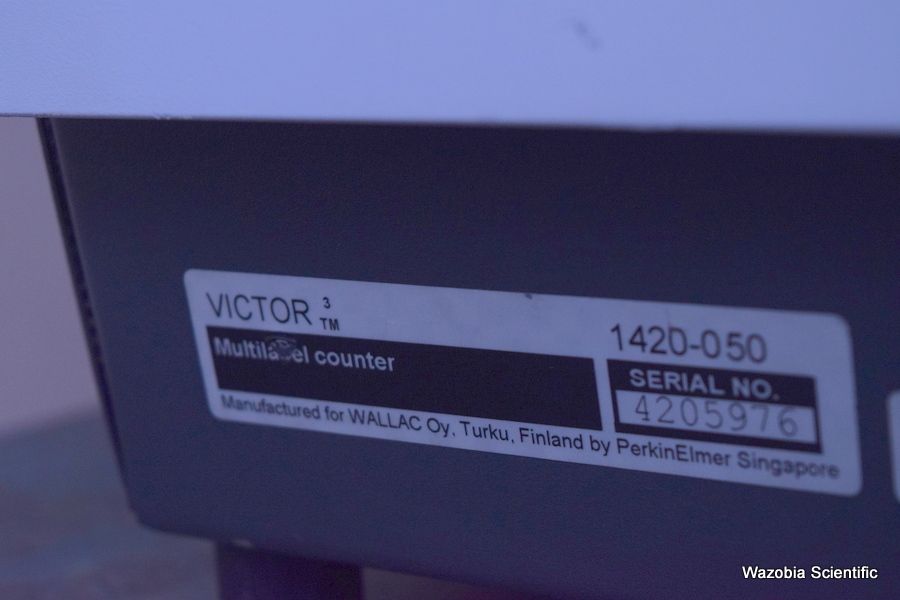 VICTOR 3
TM
1420-050
Multilabel counter
SERIAL NO.
4205976
Manufactured for WALLAC Oy, Turku, Finland by PerkinElmer Singapore
Wazobia Scientific